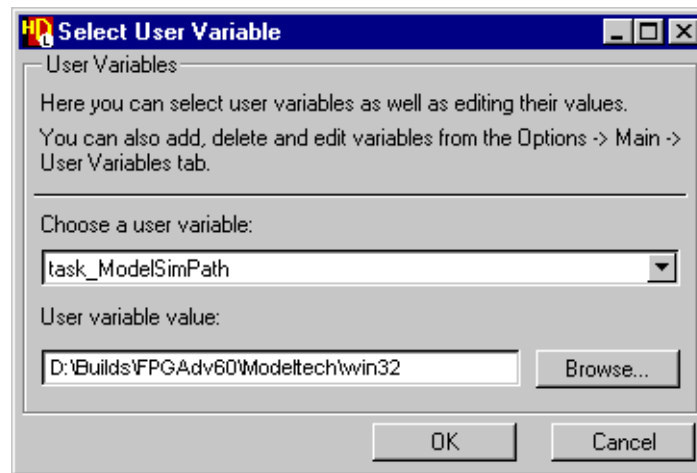 HDL Select User Variable
User Variables
Here you can select user variables as well as editing their values.
You can also add, delete and edit variables from the Options -> Main ->
User Variables tab.
Choose a user variable:
task_ModelSimPath
User variable value:
D:\Builds\FPGAdv60\Modeltech\win32
Browse...
OK
Cancel